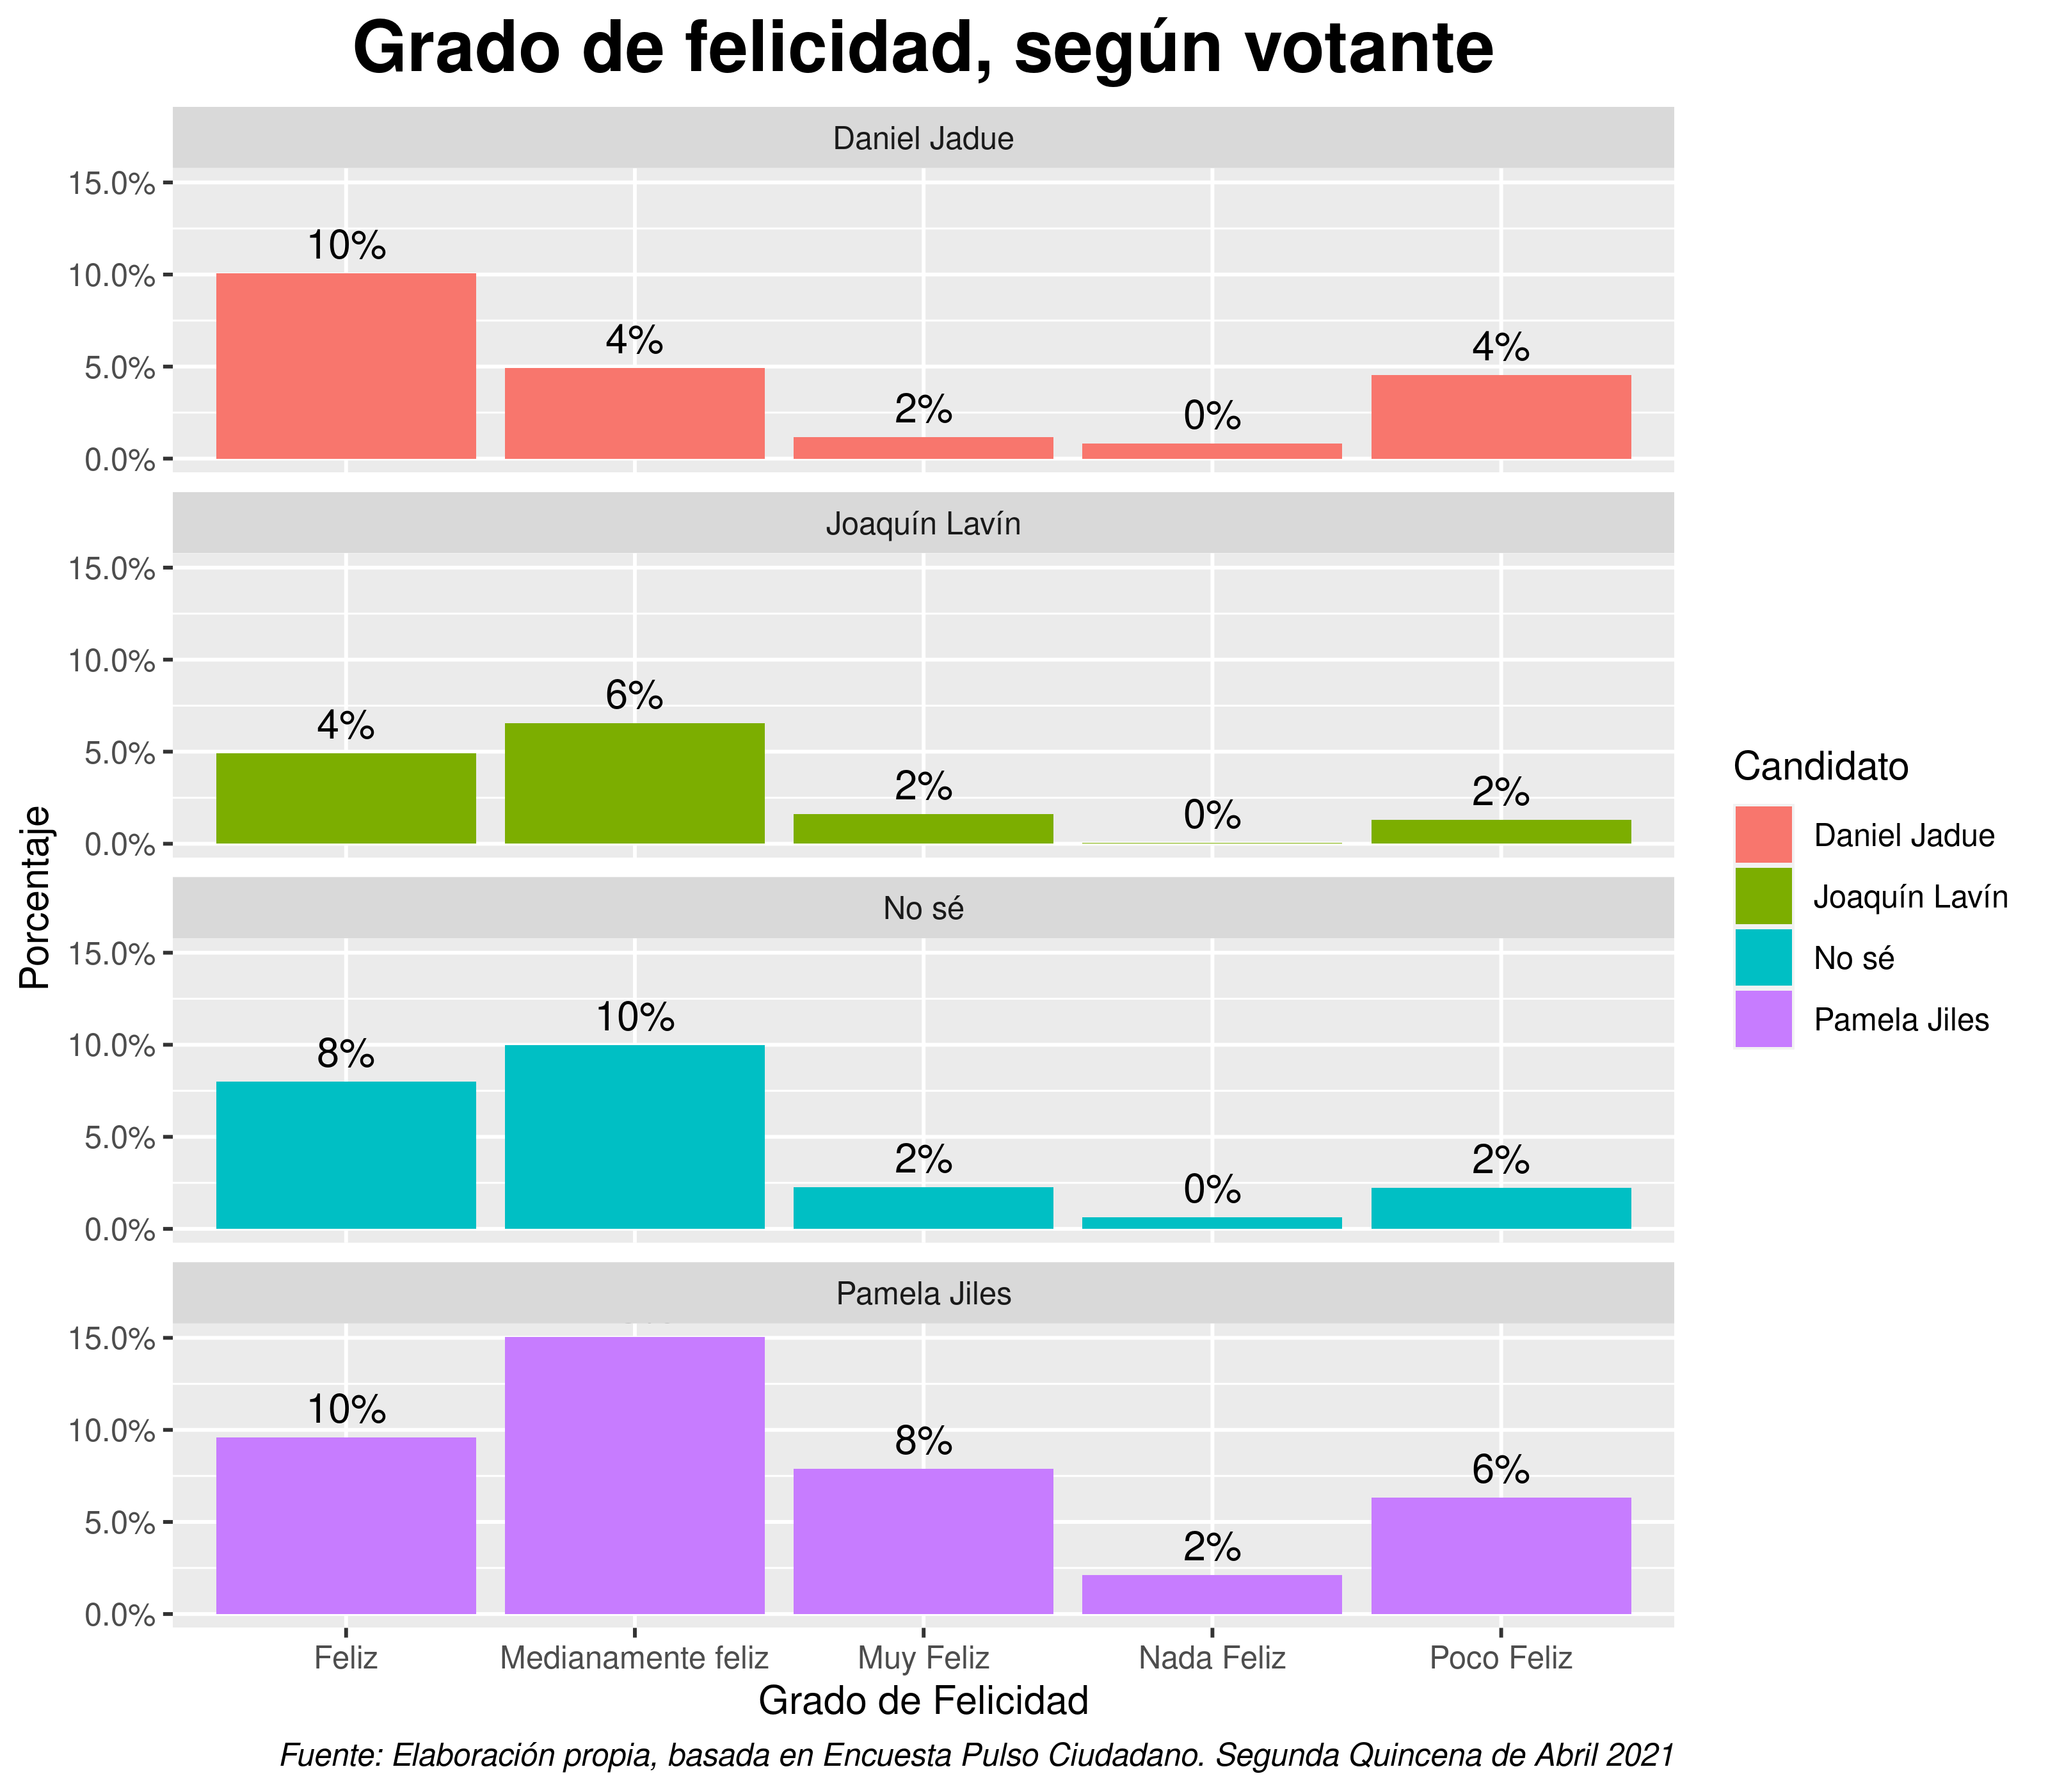 Grado de felicidad, según votante
Daniel Jadue
15.0%
10.0%
5.0%
0.0%
10%
4%
2%
0%
4%
Joaquín Lavín
15.0%
10.0%
5.0%
0.0%
4%
6%
2%
0%
2%
No sé
15.0%
10.0%
5.0%
0.0%
8%
10%
2%
0%
2%
Pamela Jiles
15.0%
10.0%
5.0%
0.0%
10%
8%
2%
6%
Feliz
Medianamente feliz
Muy Feliz
Nada Feliz
Poco Feliz
Grado de Felicidad
Porcentaje
Candidato
Daniel Jadue
Joaquín Lavín
No sé
Pamela Jiles
Fuente: Elaboración propia, basada en Encuesta Pulso Ciudadano. Segunda Quincena de Abril 2021